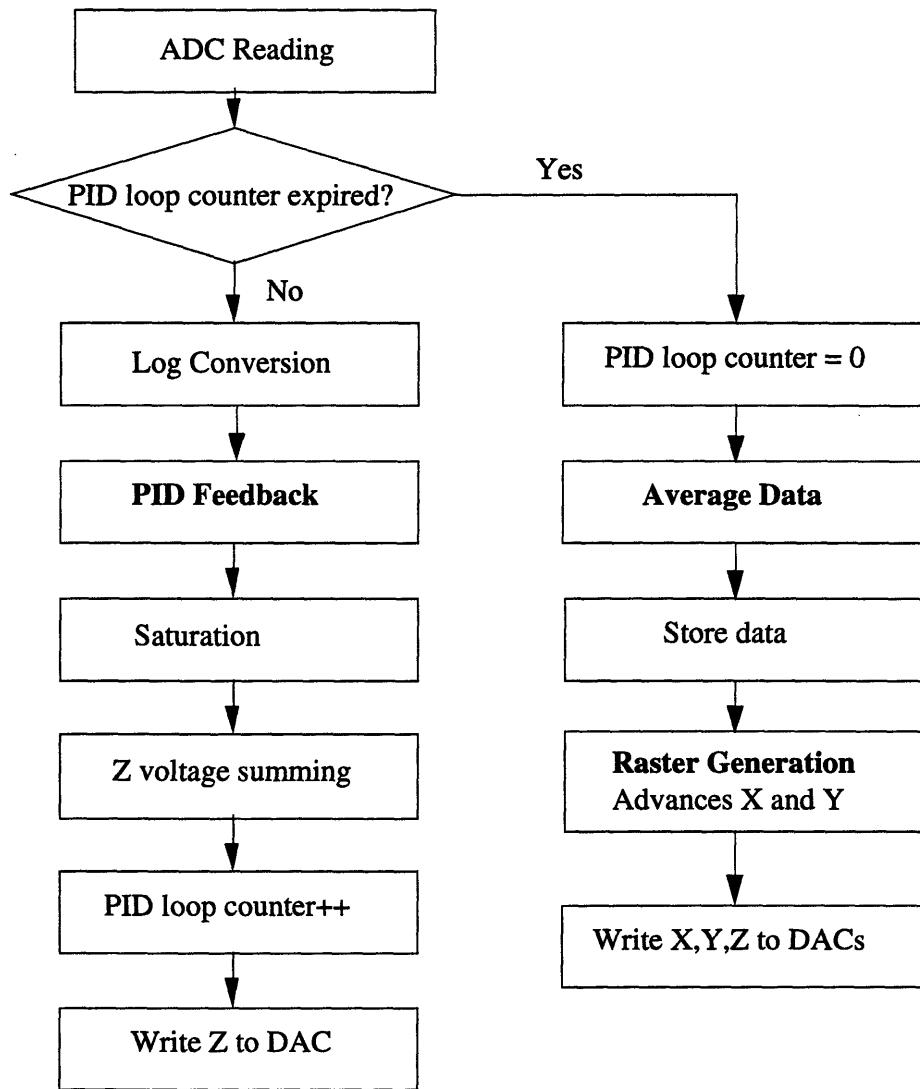 ADC Reading
PID loop counter expired?
Yes
No
Log Conversion
PID Feedback
Saturation
Z voltage summing
PID loop counter++
Write Z to DAC
PID loop counter = 0
Average Data
Store data
Raster Generation
Advances X and Y
Write X,Y,Z to DACs